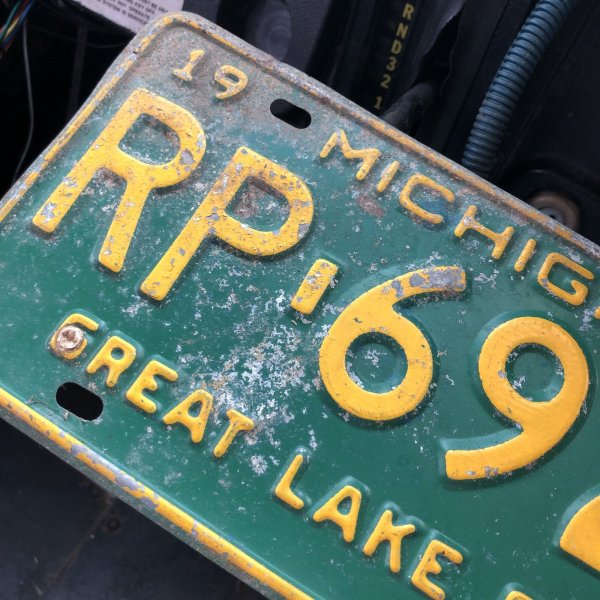 RND321
19 MICHIG
RP-69
GREAT LAKE